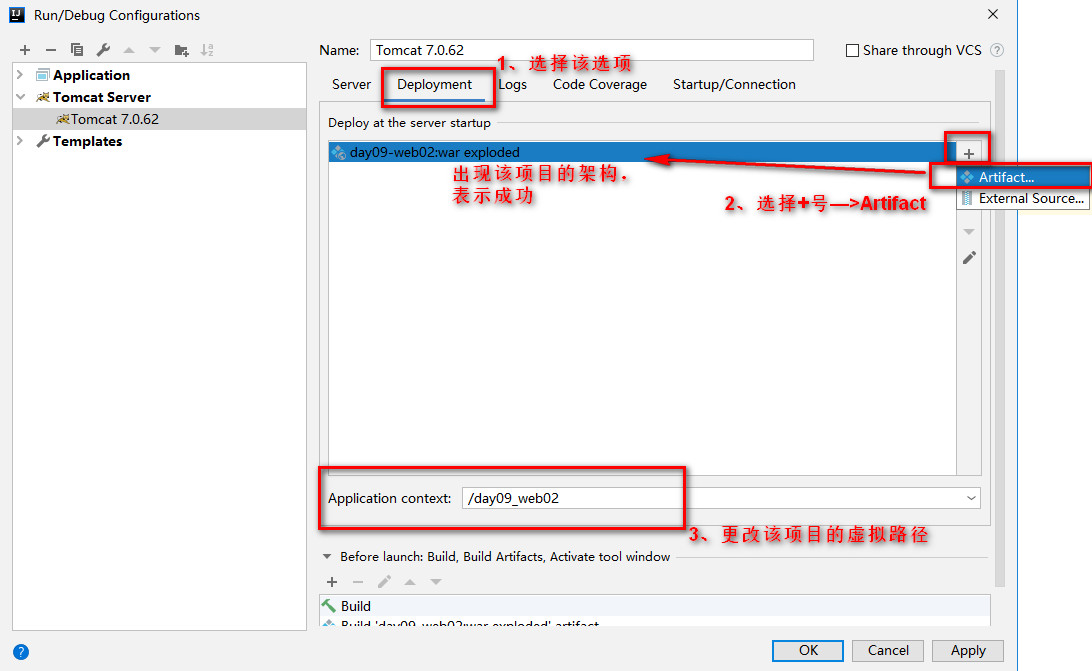 Run/Debug Configurations
Name: Tomcat 7.0.62
Share through VCS
1、选择该选项
Application
Tomcat Server
Tomcat 7.0.62
Templates
Server Deployment Logs Code Coverage Startup/Connection
Deploy at the server startup
day09-web02:war exploded
出现该项目的架构.
表示成功
Artifact...
External Source...
2、选择+号—>Artifact
Application context: /day09_web02
3、更改该项目的虚拟路径
Before launch: Build, Build Artifacts, Activate tool window
Build
Build 'day09-web02:war exploded' artifact
OK Cancel Apply